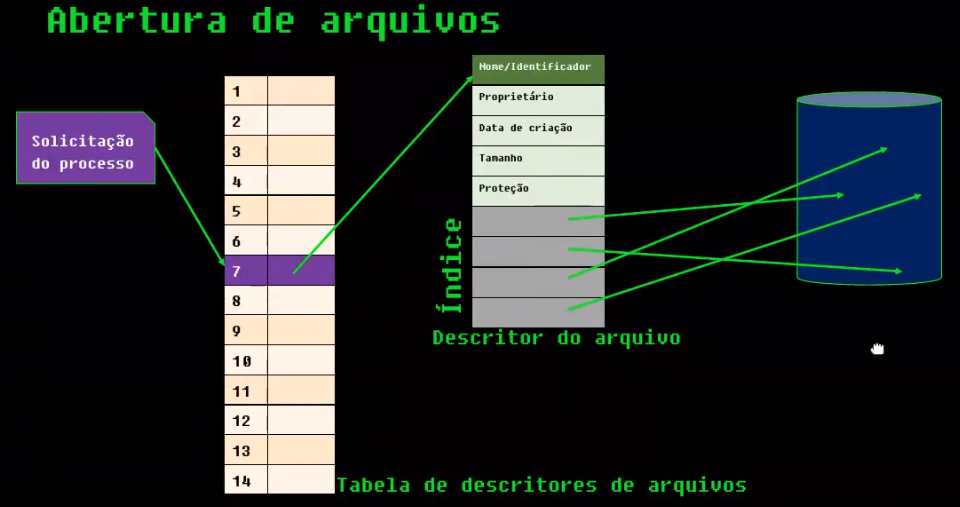 Abertura de arquivos
Solicitação
do processo
1
2
3
4
5
6
7
8
9
10
11
12
13
14
Tabela de descritores de arquivos
Nome/Identificador
Proprietário
Data de criação
Tamanho
Proteção
Índice
Descritor do arquivo